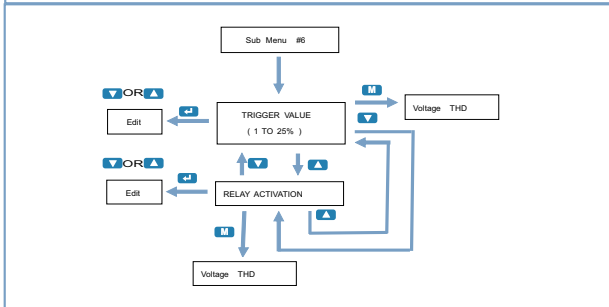 Sub Menu #6
M
OR
Edit
TRIGGER VALUE
( 1 TO 25% )
Voltage THD
OR
Edit
RELAY ACTIVATION
M
Voltage THD